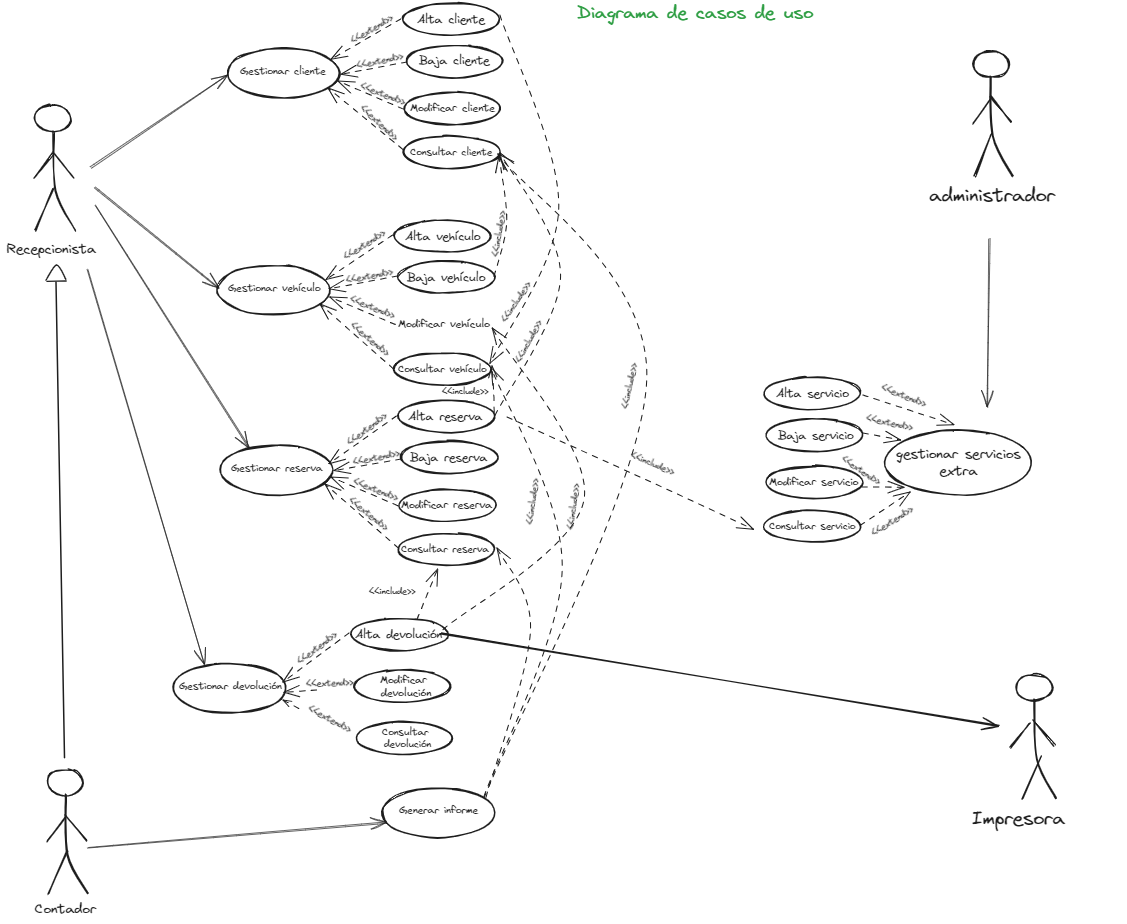 Diagrama de casos de uso
Alta cliente
<<extend>>
Baja cliente
<<extend>>
Gestionar cliente
Modificar cliente
<<extend>>
Consultar cliente
<<extend>>
Recepcionista
administrador
Alta vehículo
<<extend>>
<<include>>
Baja vehículo
<<extend>>
Gestionar vehículo
Modificar vehículo
<<extend>>
<<include>>
<<include>>
Consultar vehículo
<<extend>>
<<include>>
<<include>>
Alta reserva
<<extend>>
Baja reserva
<<extend>>
Gestionar reserva
Modificar reserva
<<extend>>
Consultar reserva
<<extend>>
<<include>>
<<include>>
<<include>>
Alta servicio
<<extend>>
Baja servicio
<<extend>>
gestionar servicios
extra
Modificar servicio
<<extend>>
Consultar servicio
<<extend>>
<<include>>
Alta devolución
<<extend>>
Gestionar devolución
Modificar
devolución
<<extend>>
Consultar
devolución
<<extend>>
Generar informe
Impresora
Contador